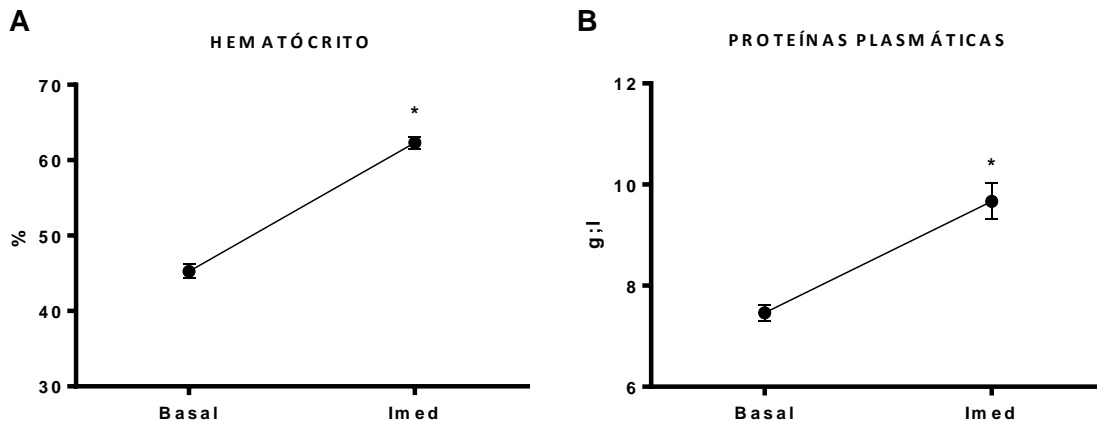 A
HEMATÓCRITO
70
60
50
40
30
%
*
Basal
Imed
B
PROTEÍNAS PLASMÁTICAS
12
10
8
6
g;l
*
Basal
Imed